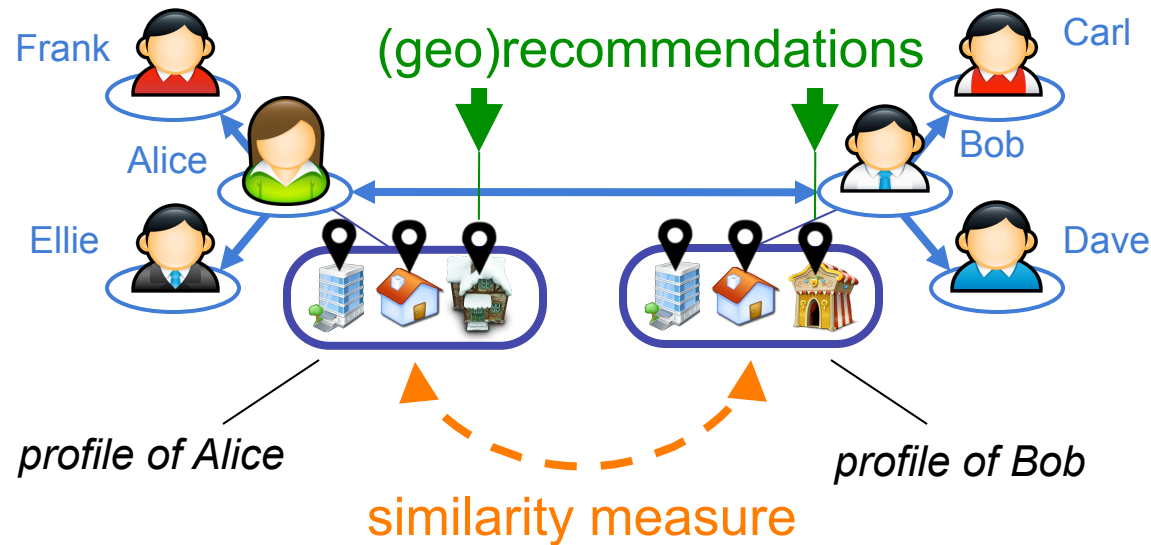 Frank
(geo)recommendations
Carl
Alice
Bob
Ellie
Dave
profile of Alice
profile of Bob
similarity measure